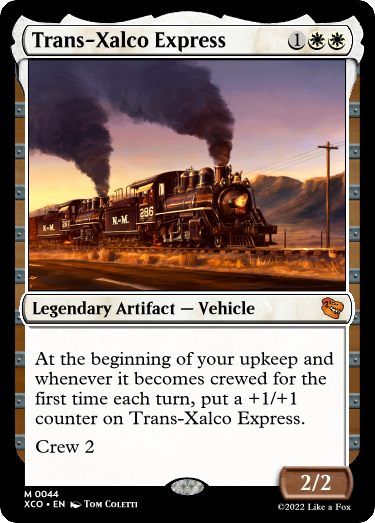 Trans-Xalco Express 1
N.-M.
N.-M.
286
Legendary Artifact — Vehicle
At the beginning of your upkeep and
whenever it becomes crewed for the
first time each turn, put a +1/+1
counter on Trans-Xalco Express.
Crew 2
2/2
M 0044
XCO • EN Tom Coletti
©2022 Like a Fox